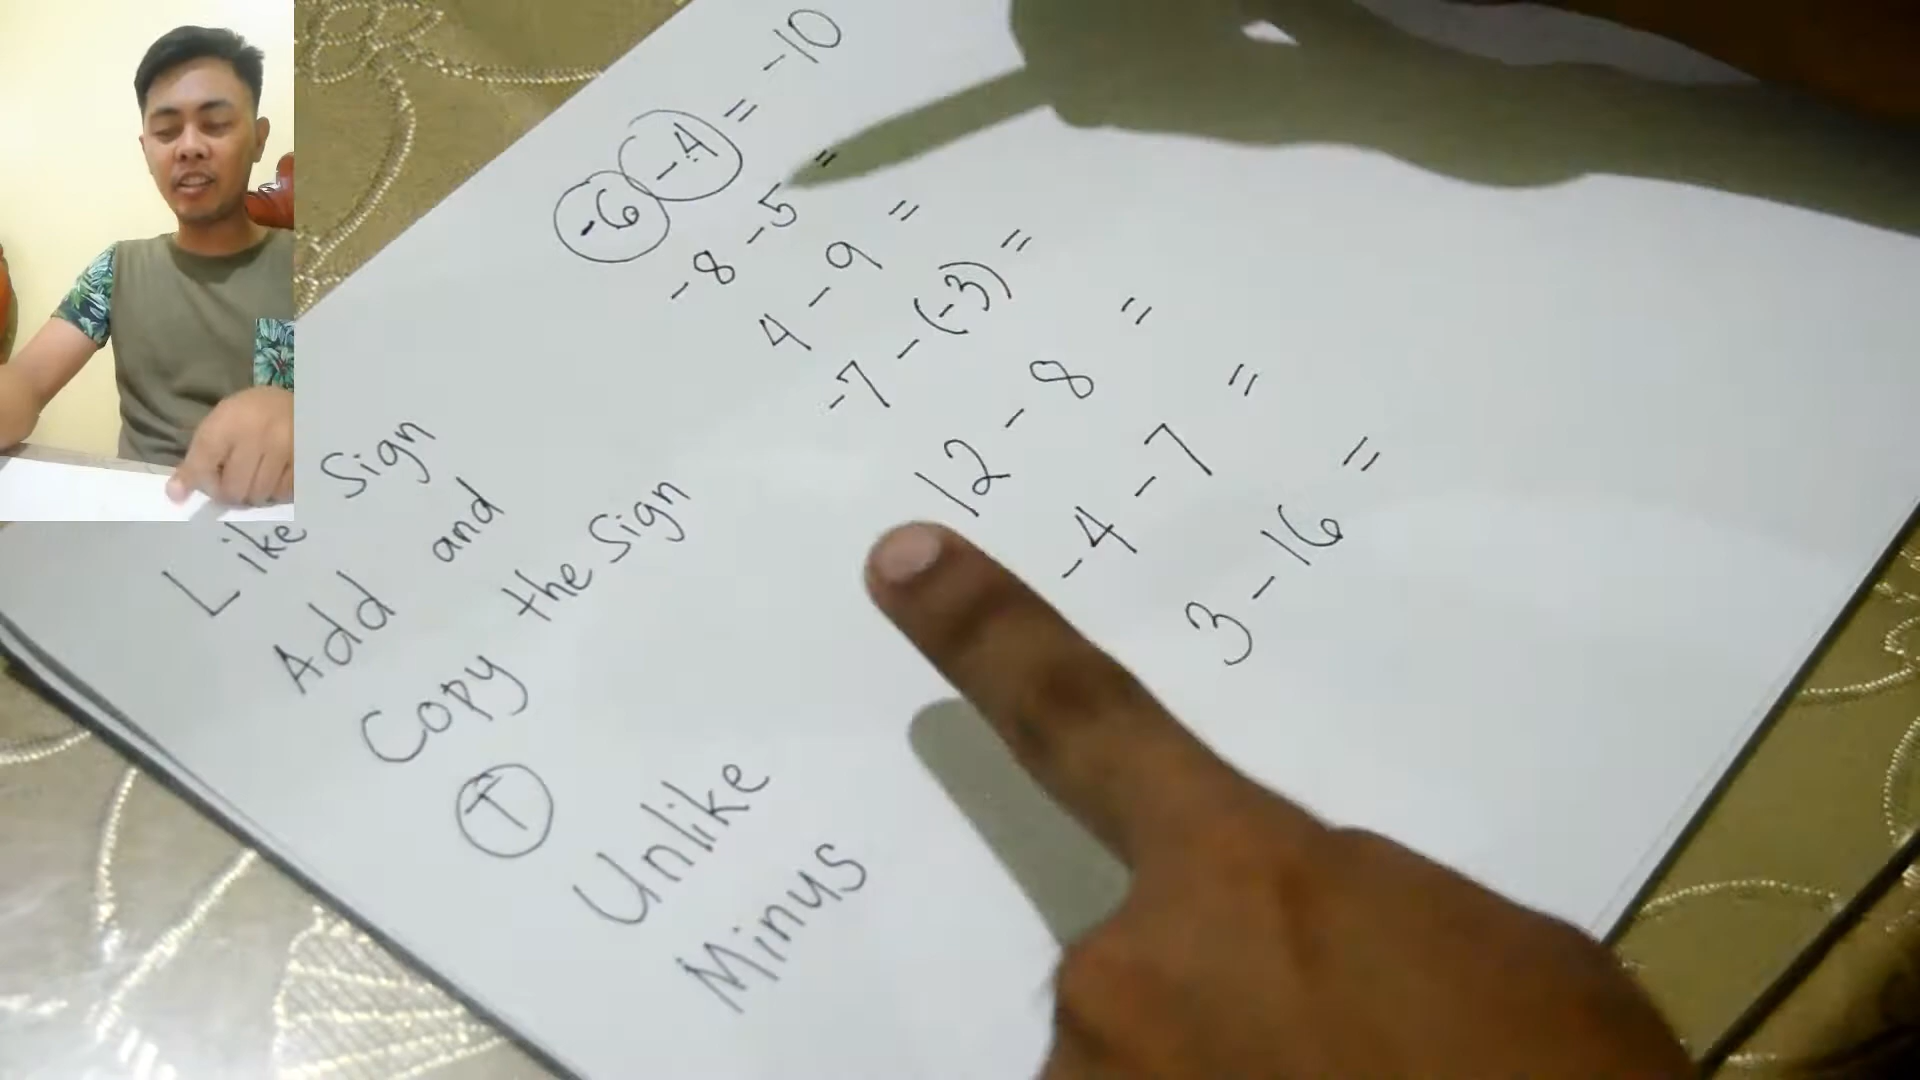 -6 -4 = -10
-8 -5 =
4 - 9 =
-7 - (-3) =
12 - 8 =
-4 - 7 =
3 - 16 =
Like Sign
Add and
Copy the Sign
+
Unlike
Minus